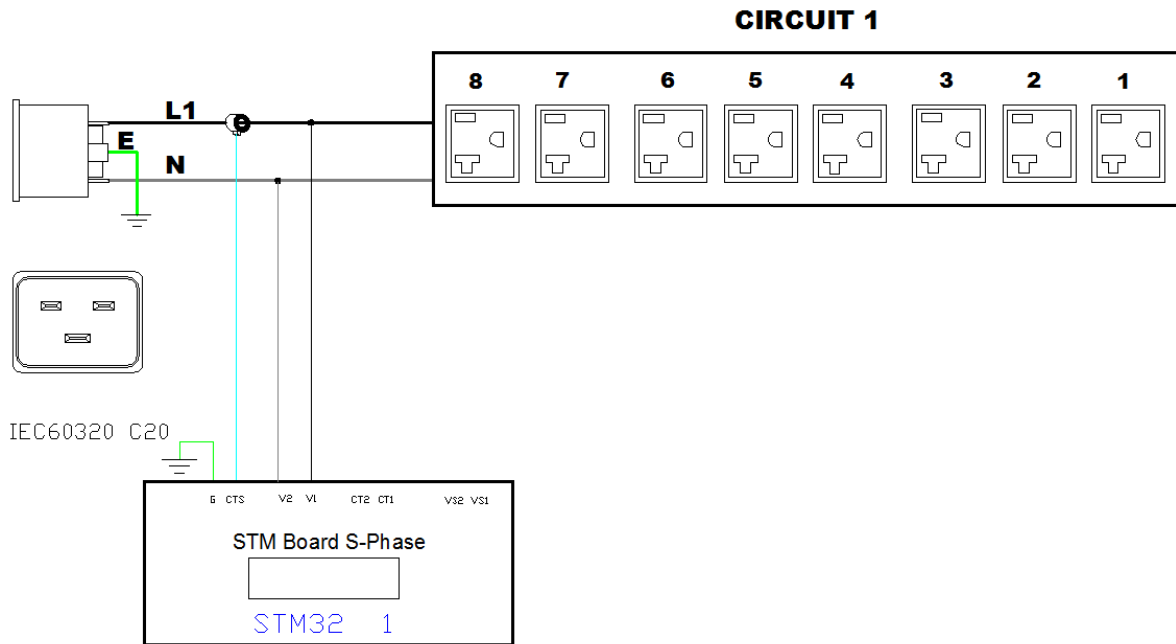 CIRCUIT 1
8 7 6 5 4 3 2 1
L1
E
N
IEC60320 C20
G CTS V2 V1 CT2 CT1 VS2 VS1
STM Board S-Phase
STM32 1